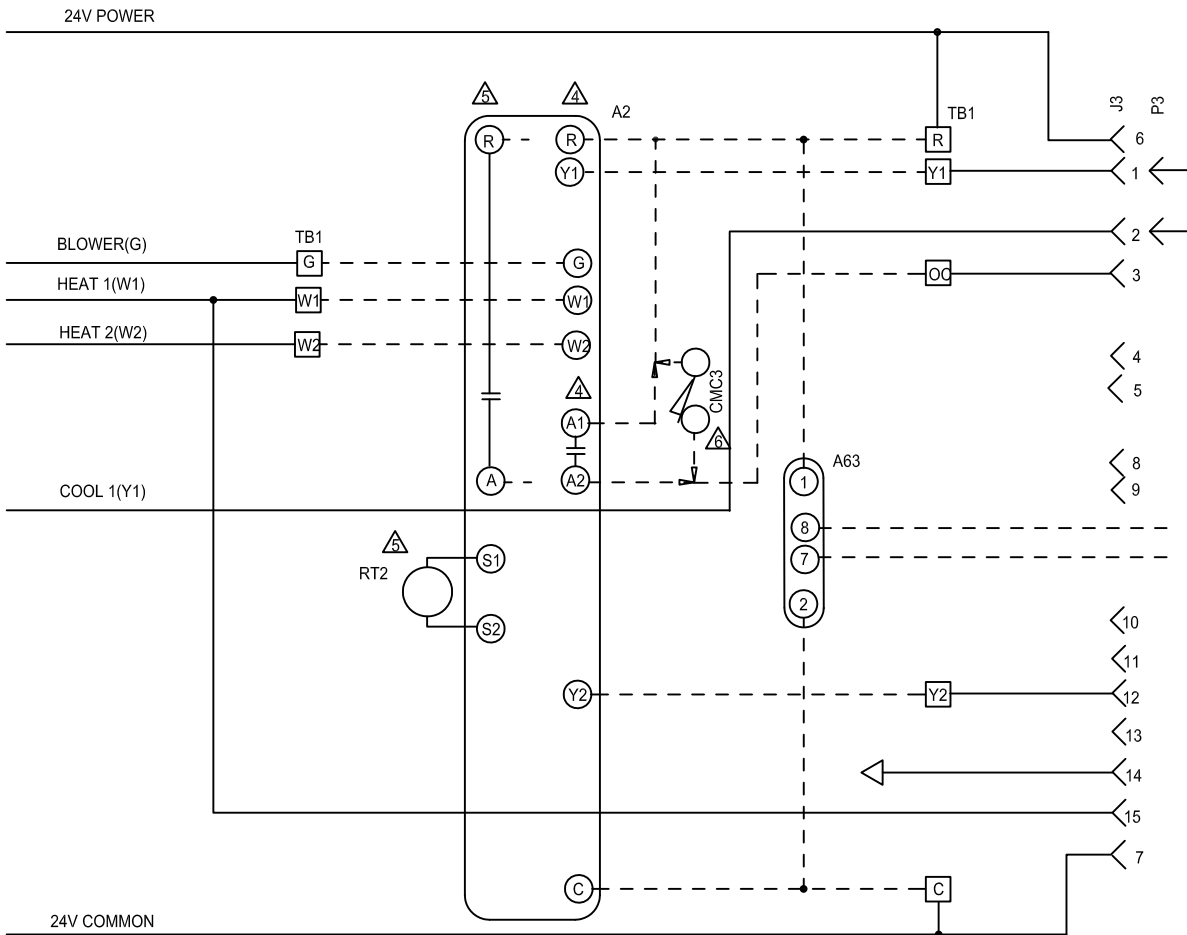 24V POWER
5
4
A2
J3
P3
TB1
R
R
R
6
Y1
Y1
1
TB1
BLOWER(G)
G
G
2
HEAT 1(W1)
W1
W1
OC
3
HEAT 2(W2)
W2
W2
4
CMC3
4
5
A1
6
A63
8
COOL 1(Y1)
A
A2
1
9
8
5
RT2
S1
7
2
S2
10
11
Y2
Y2
12
13
14
15
7
C
C
24V COMMON